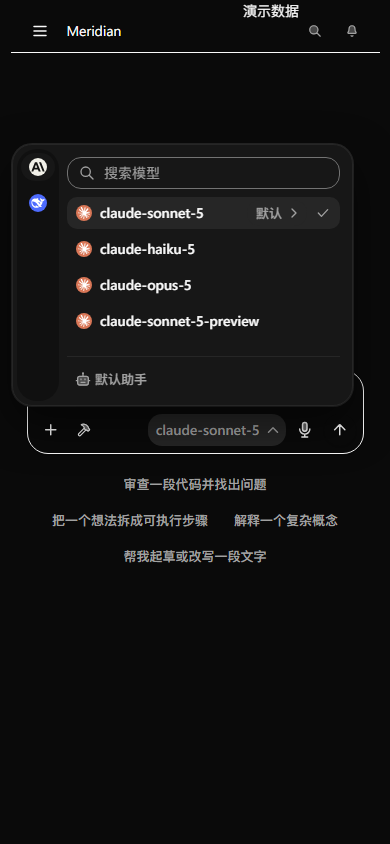 演示数据
Meridian
搜索模型
claude-sonnet-5 默认
claude-haiku-5
claude-opus-5
claude-sonnet-5-preview
默认助手
claude-sonnet-5
审查一段代码并找出问题
把一个想法拆成可执行步骤 解释一个复杂概念
帮我起草或改写一段文字